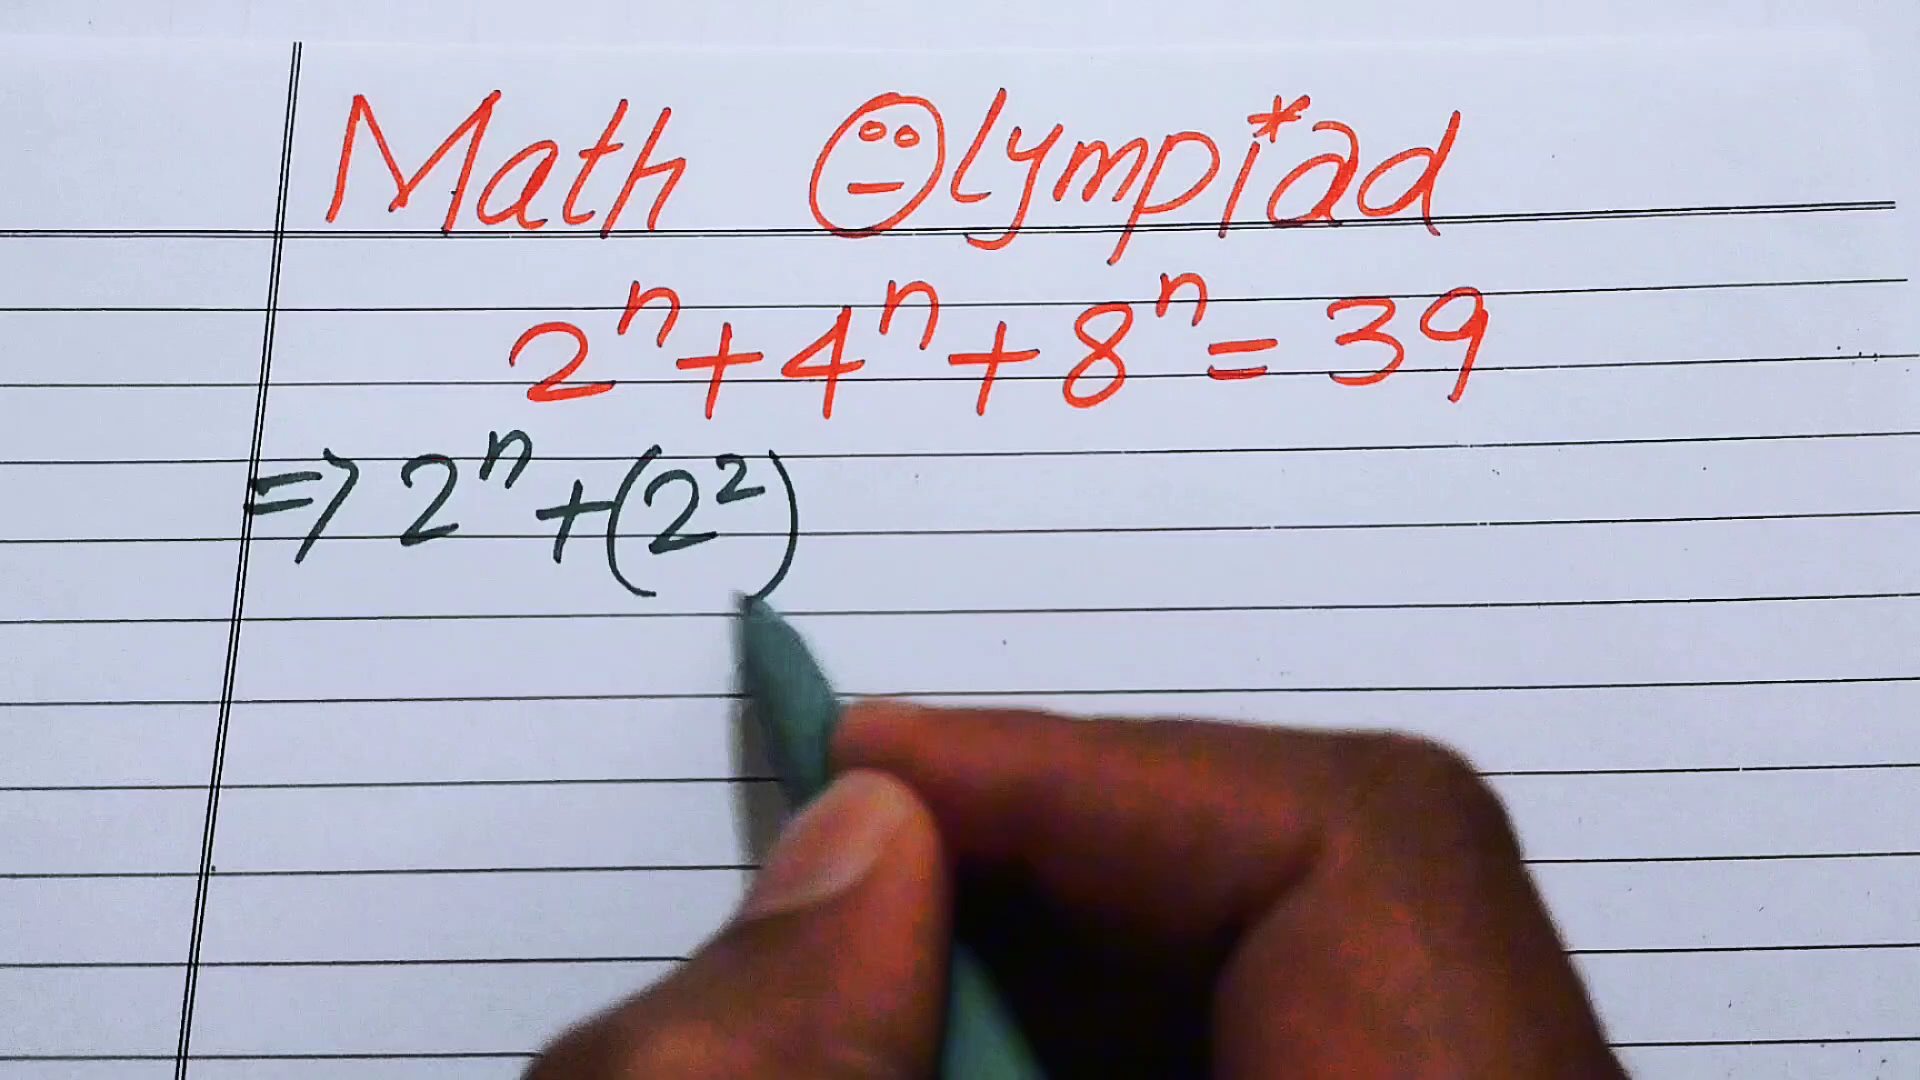 Math Olympiad
2ⁿ+4ⁿ+8ⁿ=39
=> 2ⁿ+(2²)